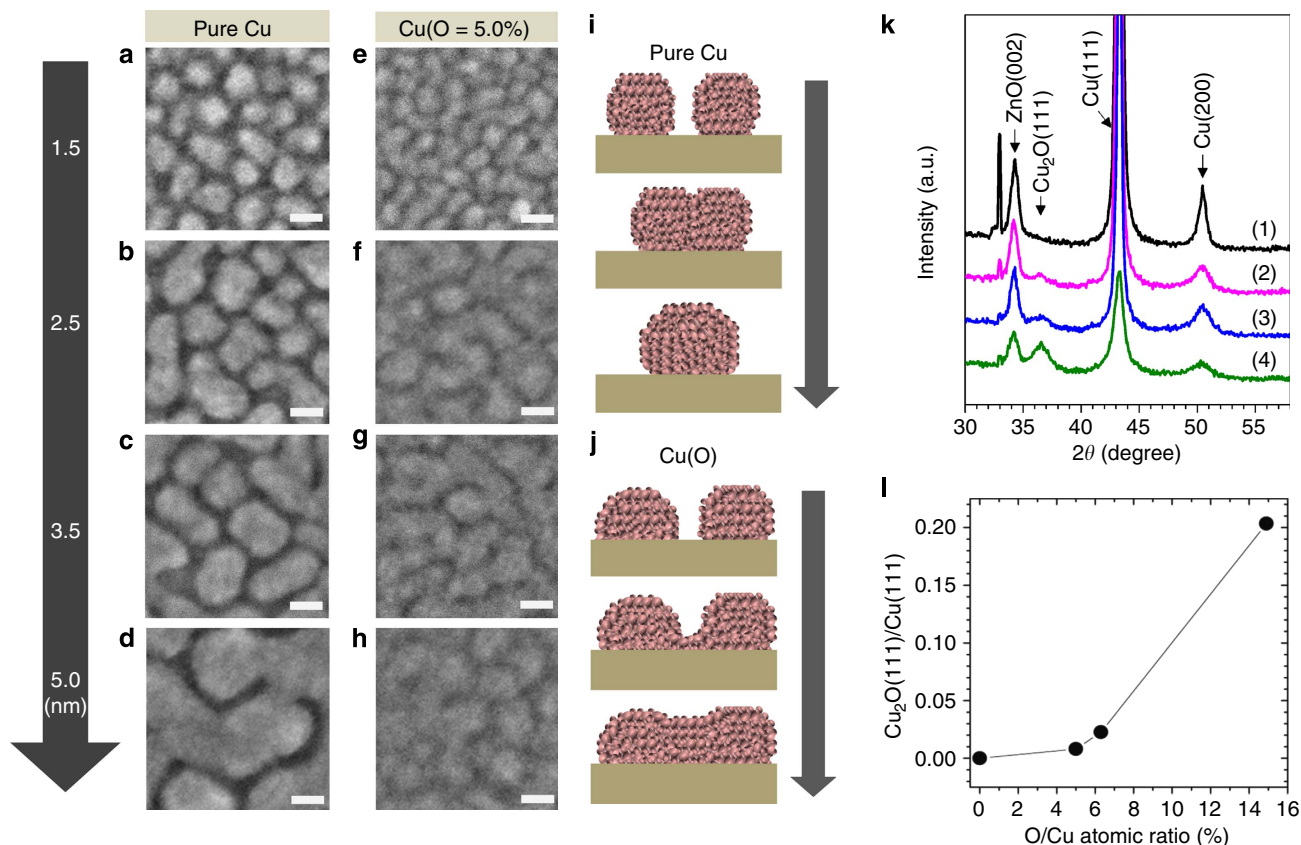 Pure Cu
Cu(O = 5.0%)
a
e
1.5
b
f
2.5
c
g
3.5
d
h
5.0
(nm)
i
Pure Cu
j
Cu(O)
k
Intensity (a.u.)
ZnO(002)
Cu₂O(111)
Cu(111)
Cu(200)
(1)
(2)
(3)
(4)
30 35 40 45 50 55
2θ (degree)
l
Cu₂O(111)/Cu(111)
0.20
0.15
0.10
0.05
0.00
0 2 4 6 8 10 12 14 16
O/Cu atomic ratio (%)